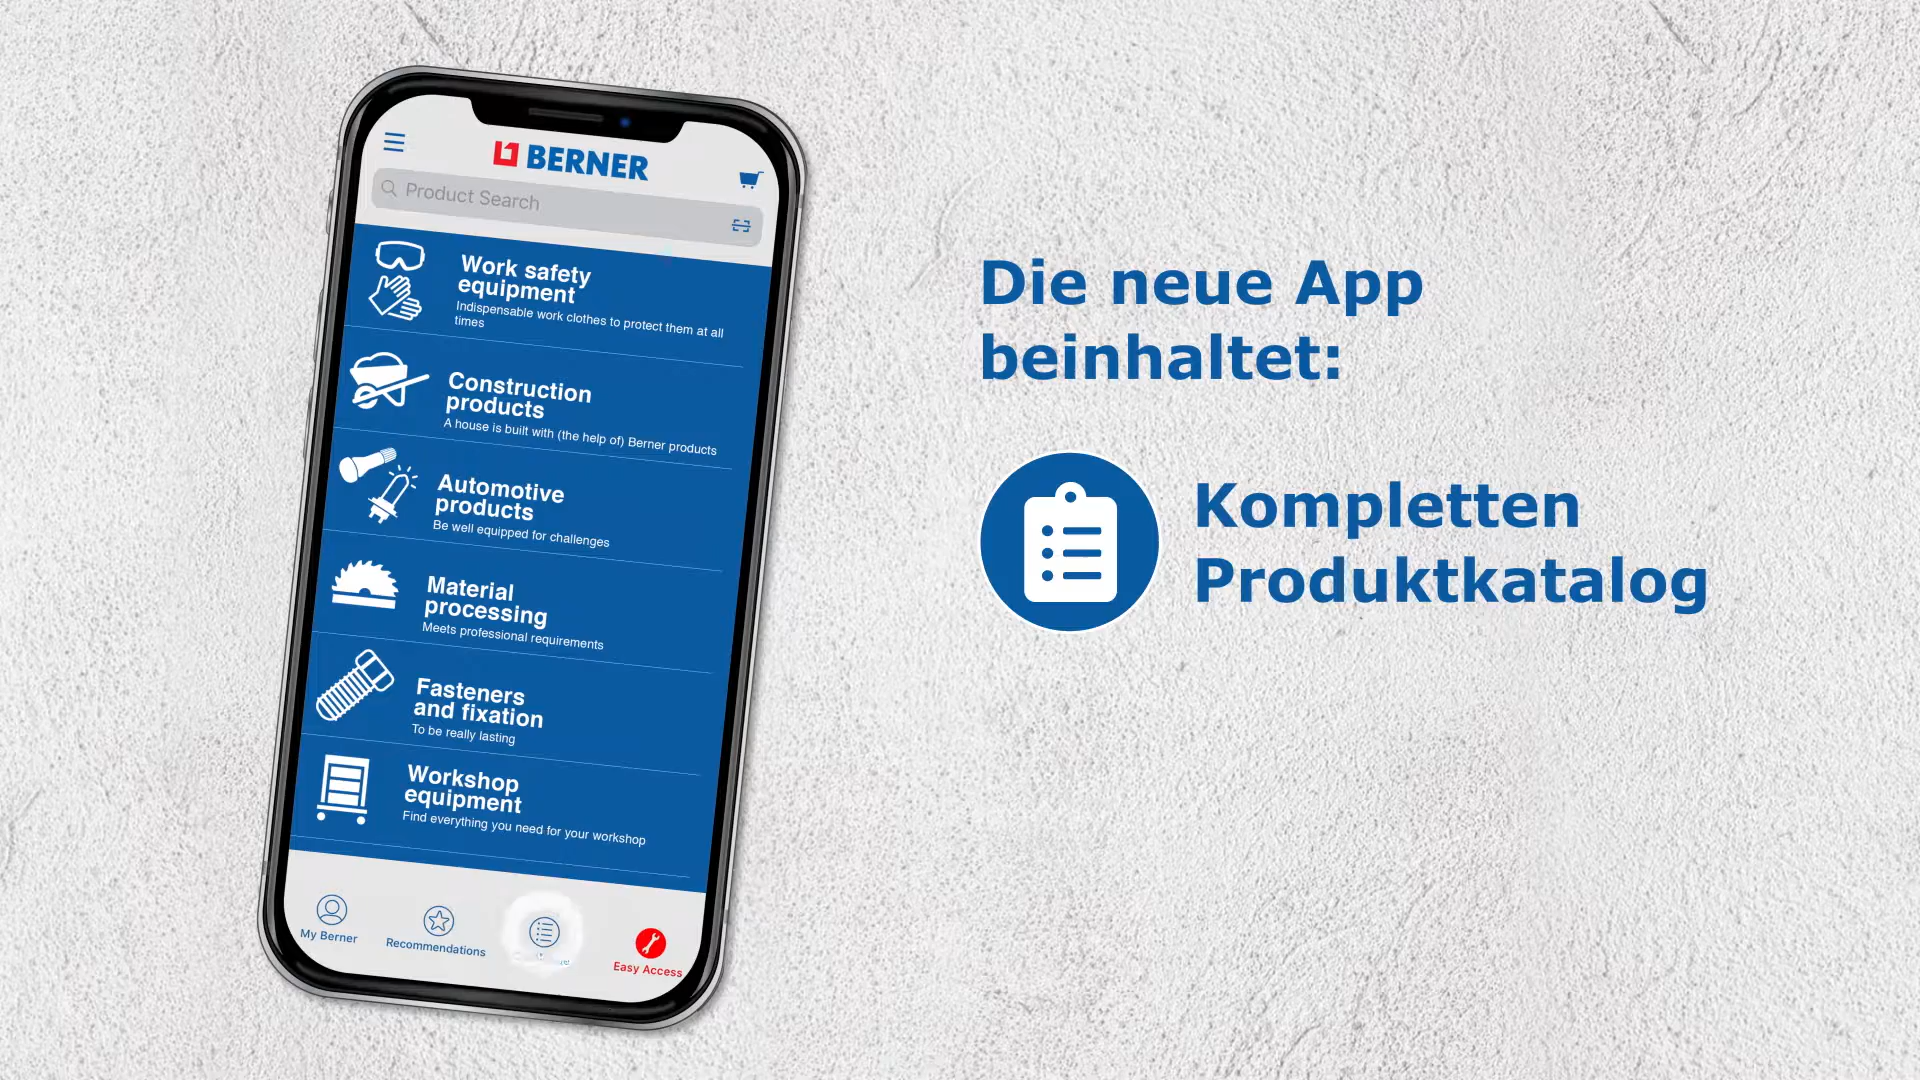 BERNER
Product Search
Work safety
equipment
Indispensable work clothes to protect them at all
times
Construction
products
A house is built with (the help of) Berner products
Automotive
products
Be well equipped for challenges
Material
processing
Meets professional requirements
Fasteners
and fixation
To be really lasting
Workshop
equipment
Find everything you need for your workshop
My Berner
Recommendations
Easy Access
Die neue App
beinhaltet:
Kompletten
Produktkatalog